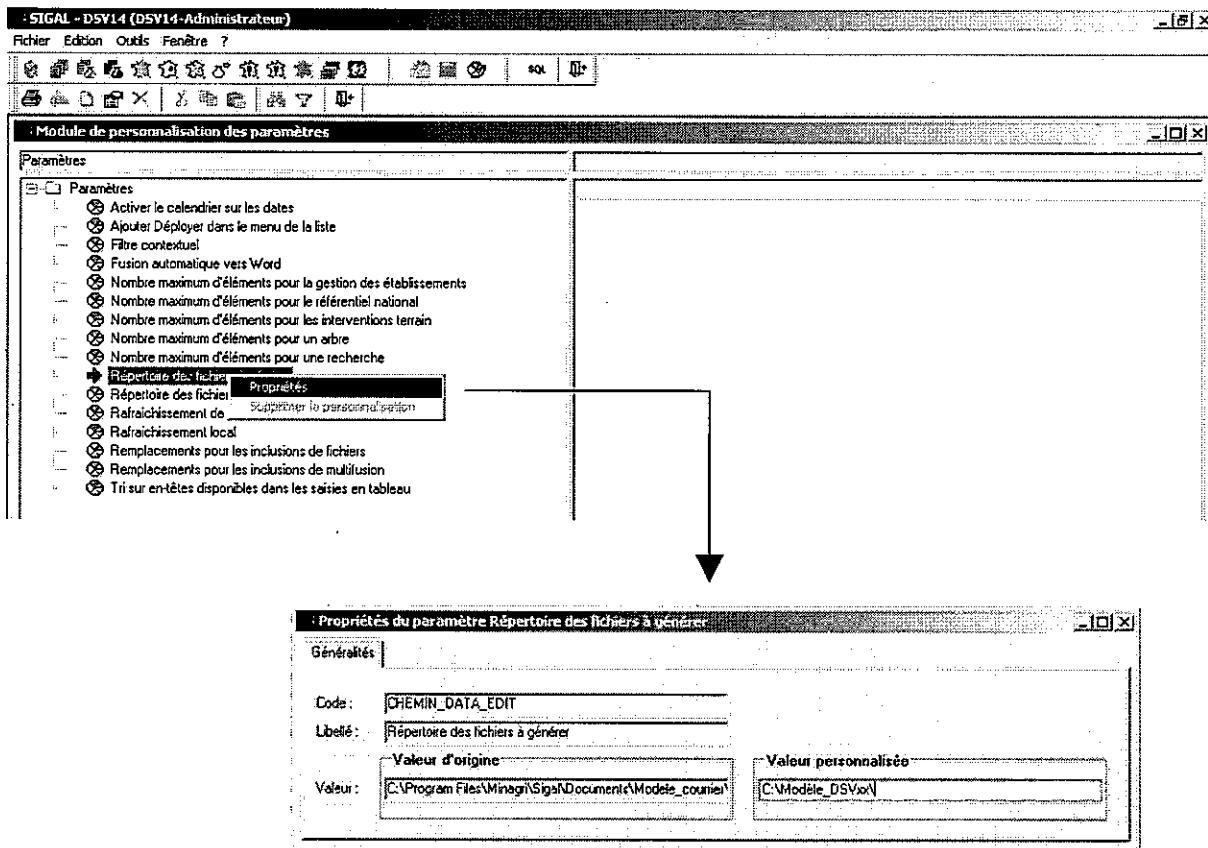 SIGAL - DSV14 (DSV14-Administrateur)
Fichier Edition Outils Fenêtre ?
SQL
Module de personnalisation des paramètres
Paramètres
Paramètres
Activer le calendrier sur les dates
Ajouter Déployer dans le menu de la liste
Filtre contextuel
Fusion automatique vers Word
Nombre maximum d'éléments pour la gestion des établissements
Nombre maximum d'éléments pour le référentiel national
Nombre maximum d'éléments pour les interventions terrain
Nombre maximum d'éléments pour un arbre
Nombre maximum d'éléments pour une recherche
Répertoire des fichier
Propriétés
Répertoire des fichier
Supprimer la personnalisation
Rafraichissement de
Rafraichissement local
Remplacements pour les inclusions de fichiers
Remplacements pour les inclusions de multifusion
Tri sur en-têtes disponibles dans les saisies en tableau
Propriétés du paramètre Répertoire des fichiers à générer
Généralités
Code : CHEMIN_DATA_EDIT
Libellé : Répertoire des fichiers à générer
Valeur d'origine Valeur personnalisée
Valeur : C:\Program Files\Minagri\Sigal\Documents\Modele_courrier\ C:\Modèle_DSVxx\